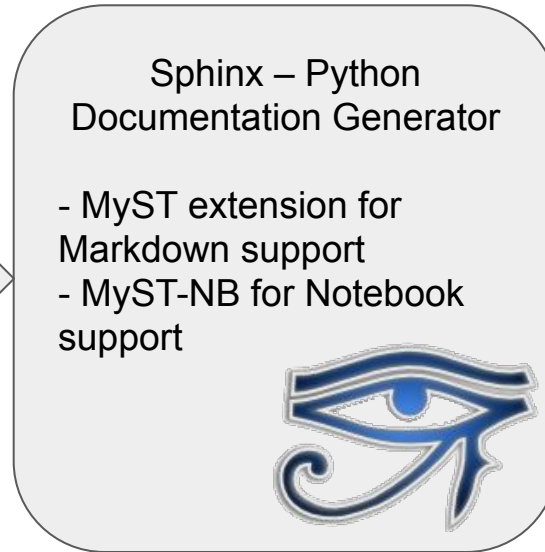 Sphinx – Python
Documentation Generator
- MyST extension for
Markdown support
- MyST-NB for Notebook
support